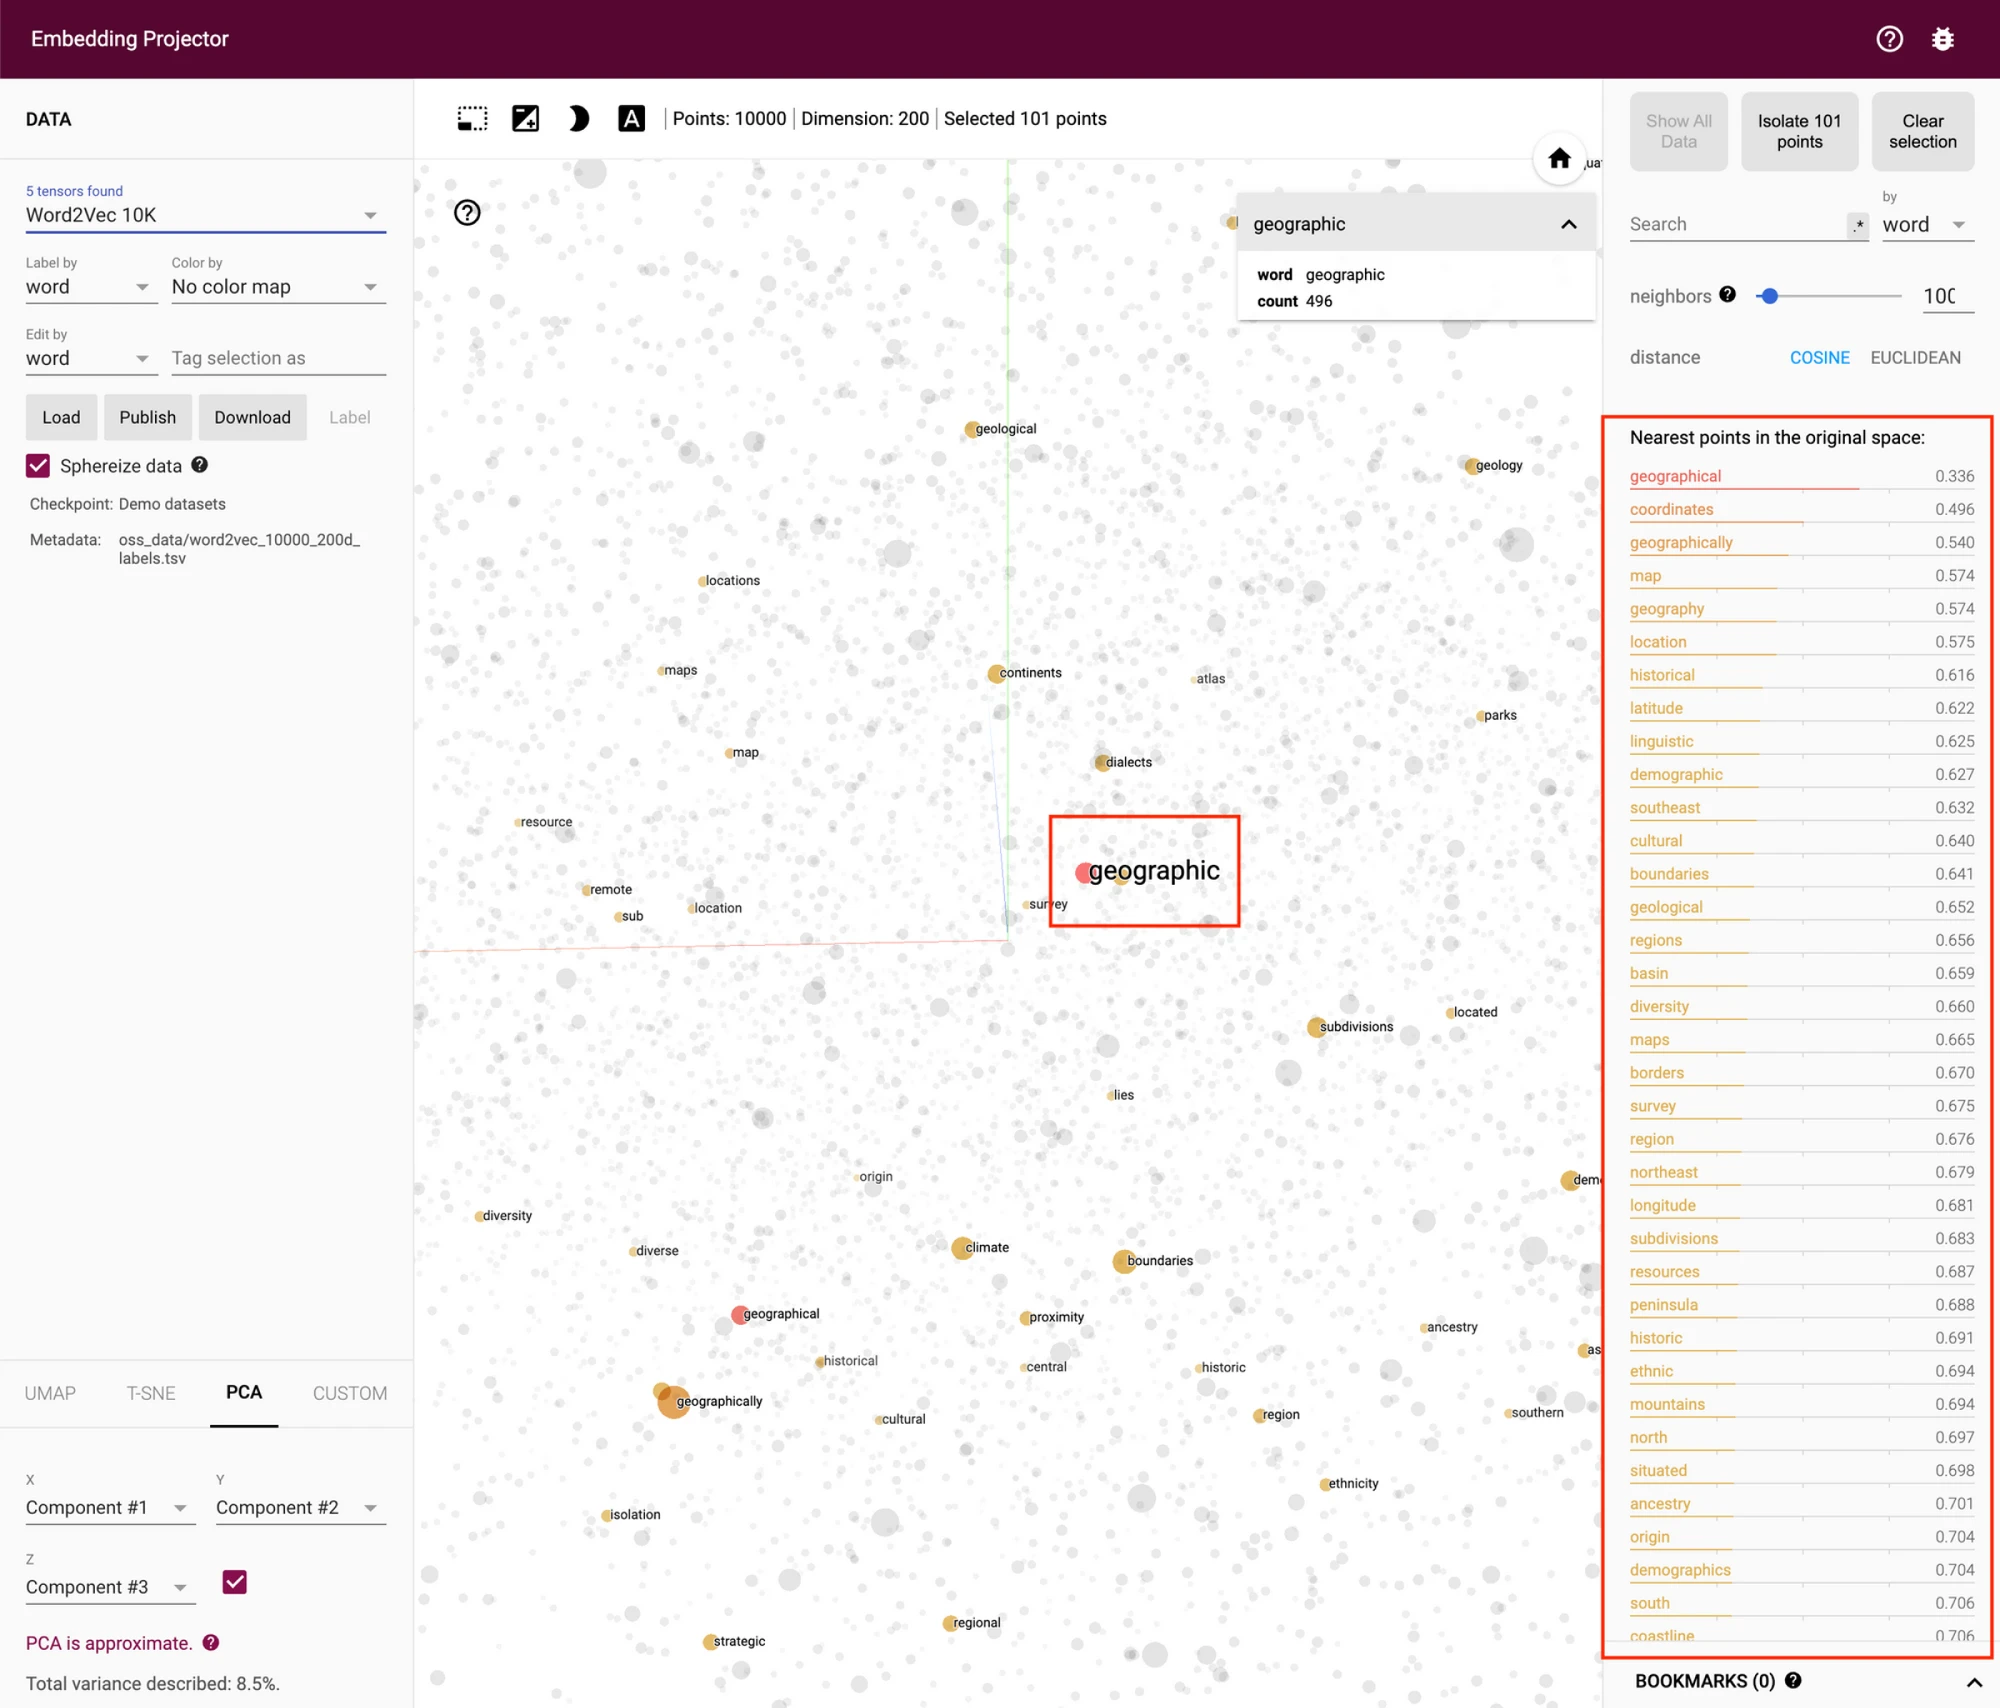 Embedding Projector
DATA
5 tensors found
Word2Vec 10K
Label by
Color by
word
No color map
Edit by
word
Tag selection as
Load
Publish
Download
Label
Sphereize data
Checkpoint: Demo datasets
Metadata: oss_data/word2vec_10000_200d_
labels.tsv
UMAP
T-SNE
PCA
CUSTOM
X
Y
Component #1
Component #2
Z
Component #3
PCA is approximate.
Total variance described: 8.5%.
A
Points: 10000
Dimension: 200
Selected 101 points
geographic
word geographic
count 496
geological
geology
locations
maps
continents
atlas
parks
map
dialects
resource
geographic
remote
sub
location
survey
located
subdivisions
lies
origin
dem
diversity
diverse
climate
boundaries
geographical
proximity
ancestry
as
historical
central
historic
geographically
cultural
region
southern
ethnicity
isolation
regional
strategic
Show All
Data
Isolate 101
points
Clear
selection
by
Search
.*
word
neighbors
100
distance
COSINE
EUCLIDEAN
Nearest points in the original space:
geographical 0.336
coordinates 0.496
geographically 0.540
map 0.574
geography 0.574
location 0.575
historical 0.616
latitude 0.622
linguistic 0.625
demographic 0.627
southeast 0.632
cultural 0.640
boundaries 0.641
geological 0.652
regions 0.656
basin 0.659
diversity 0.660
maps 0.665
borders 0.670
survey 0.675
region 0.676
northeast 0.679
longitude 0.681
subdivisions 0.683
resources 0.687
peninsula 0.688
historic 0.691
ethnic 0.694
mountains 0.694
north 0.697
situated 0.698
ancestry 0.701
origin 0.704
demographics 0.704
south 0.706
coastline 0.706
BOOKMARKS (0)